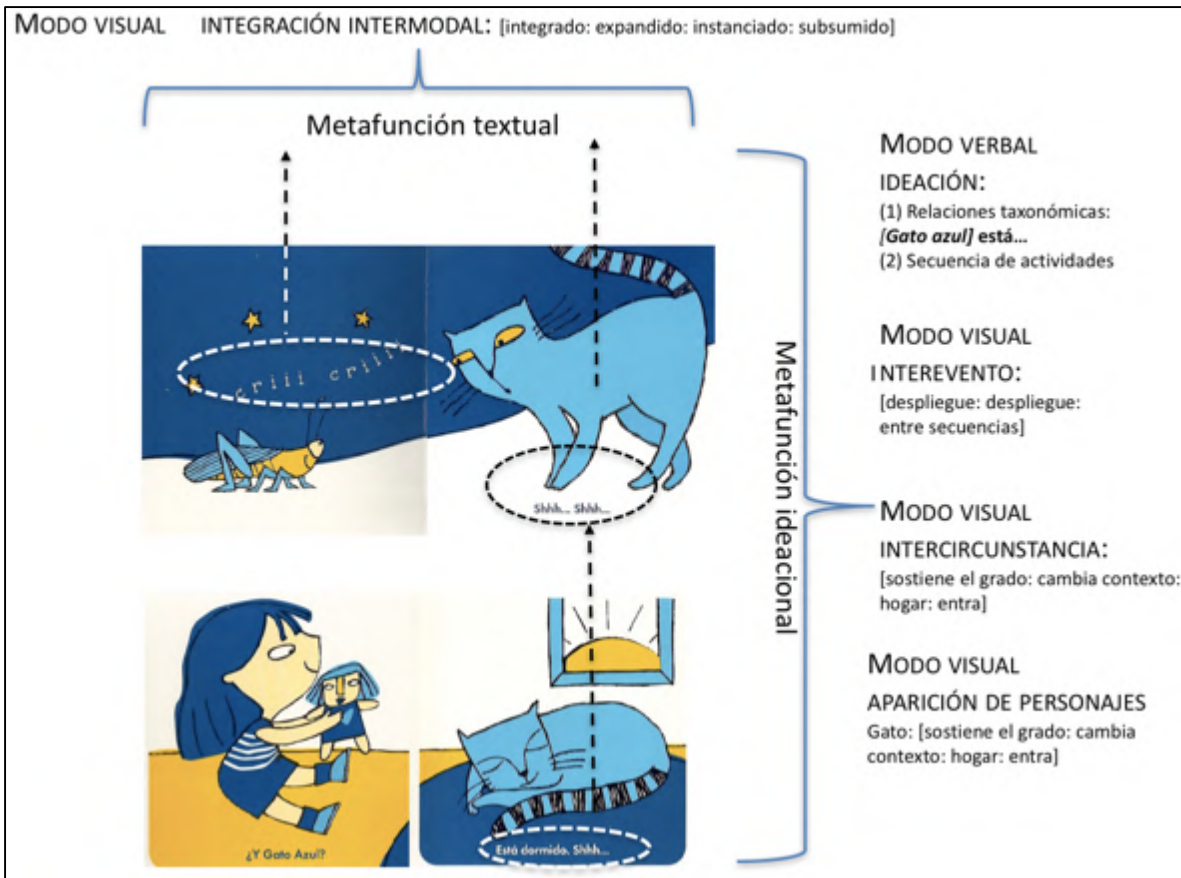 MODO VISUAL INTEGRACIÓN INTERMODAL: [integrado: expandido: instanciado: subsumido]
Metafunción textual
criii criiii
Shhh... Shhh...
¿Y Gato Azul?
Está dormido. Shhh...
Metafunción ideacional
MODO VERBAL
IDEACIÓN:
(1) Relaciones taxonómicas:
[Gato azul] está...
(2) Secuencia de actividades
MODO VISUAL
INTEREVENTO:
[despliegue: despliegue:
entre secuencias]
MODO VISUAL
INTERCIRCUNSTANCIA:
[sostiene el grado: cambia contexto:
hogar: entra]
MODO VISUAL
APARICIÓN DE PERSONAJES
Gato: [sostiene el grado: cambia
contexto: hogar: entra]